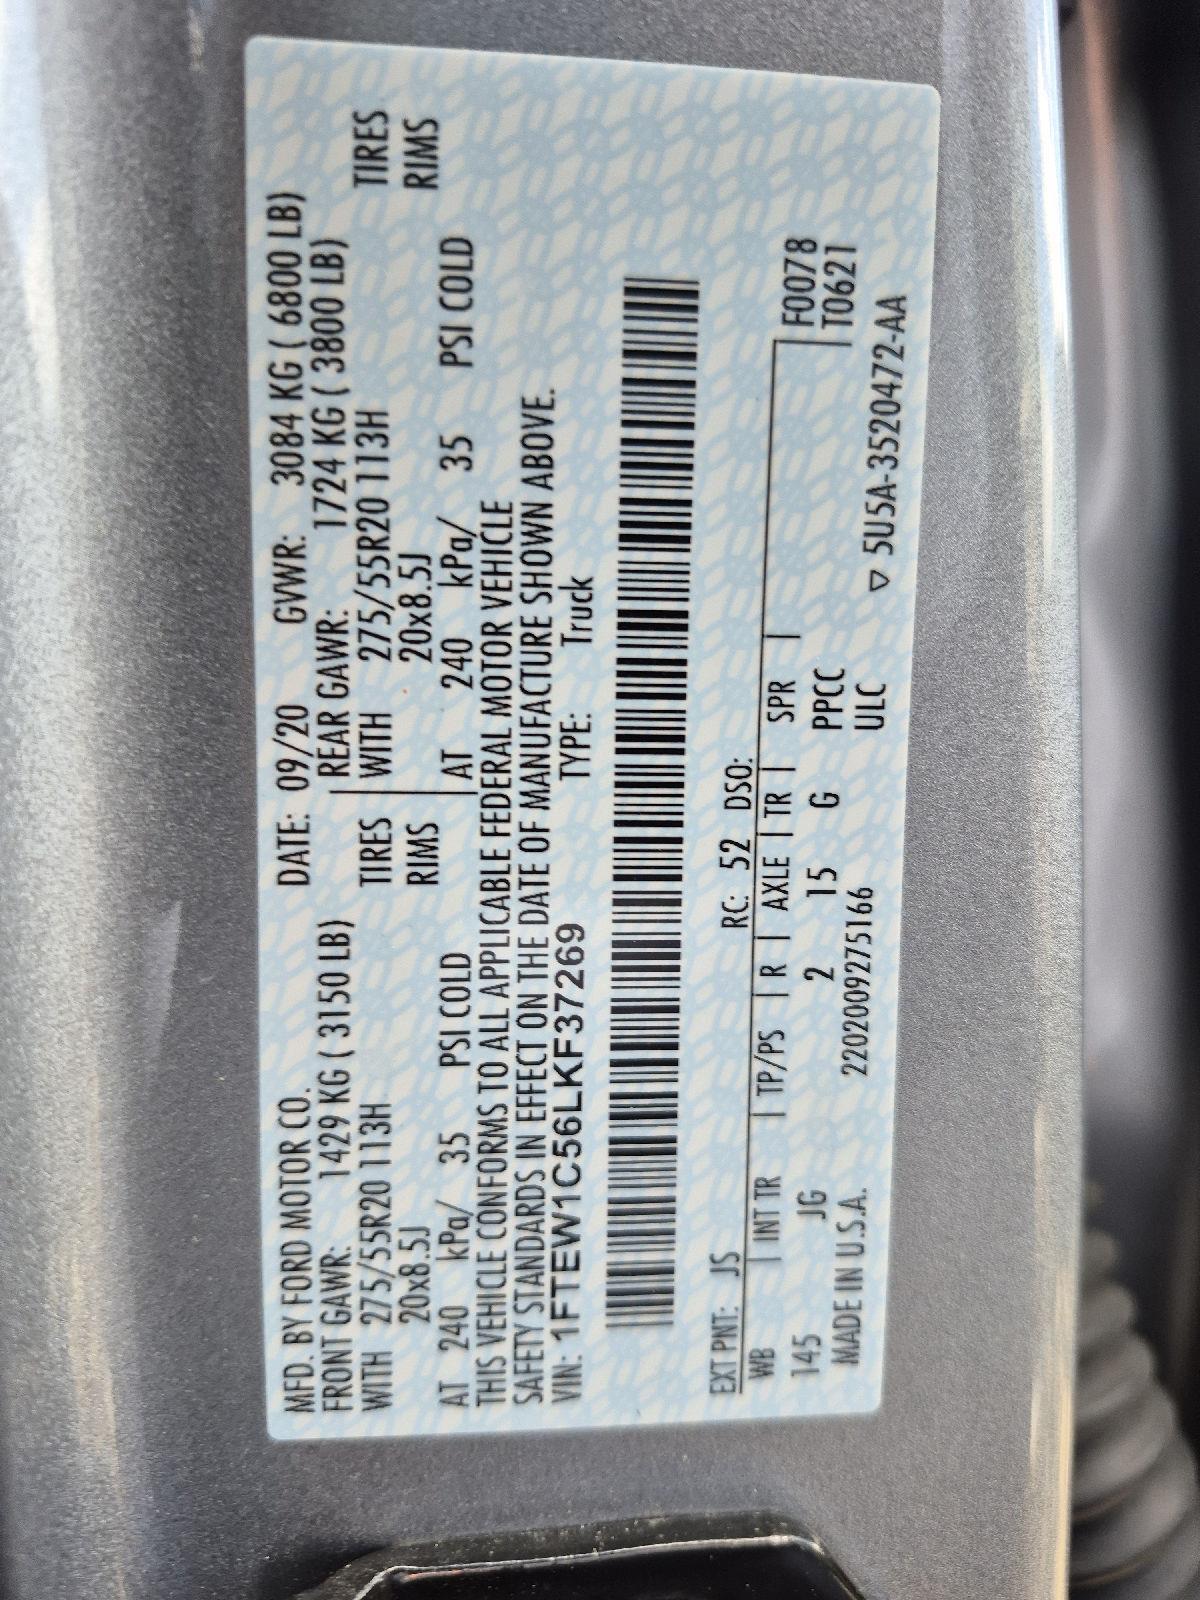 MFD. BY FORD MOTOR CO. DATE: 09/20 GVWR: 3084 KG ( 6800 LB)
FRONT GAWR: 1429 KG ( 3150 LB) REAR GAWR: 1724 KG ( 3800 LB)
WITH 275/55R20 113H TIRES WITH 275/55R20 113H TIRES
20x8.5J RIMS 20x8.5J RIMS
AT 240 kPa/ 35 PSI COLD AT 240 kPa/ 35 PSI COLD
THIS VEHICLE CONFORMS TO ALL APPLICABLE FEDERAL MOTOR VEHICLE
SAFETY STANDARDS IN EFFECT ON THE DATE OF MANUFACTURE SHOWN ABOVE.
VIN: 1FTEW1C56LKF37269 TYPE: Truck
EXT PNT: JS RC: 52 DSO:
WB | INT TR | TP/PS | R | AXLE | TR | SPR | F0078
145 JG 2 15 G PPCC T0621
MADE IN U.S.A. 220200927516​6 ULC
▽ 5U5A-3520472-AA